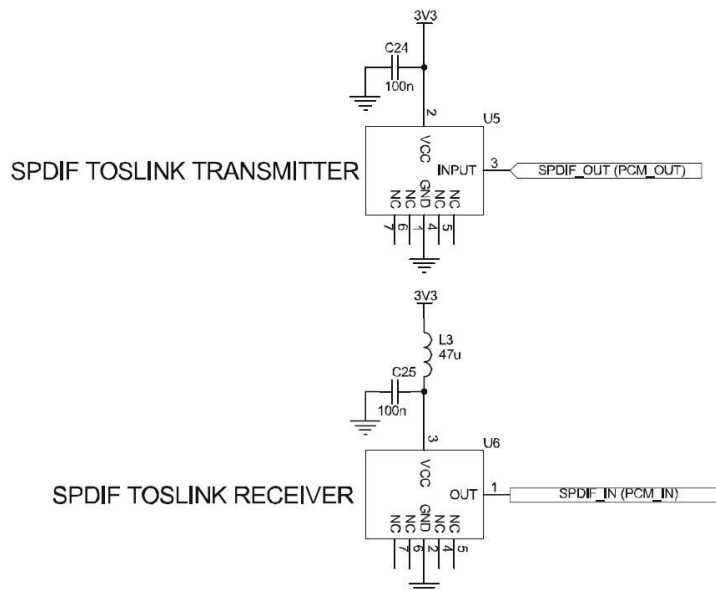 3V3
C24
100n
2
U5
VCC
SPDIF TOSLINK TRANSMITTER
INPUT
3
SPDIF_OUT (PCM_OUT)
NC NC GND NC NC
7 6 1 4 5
3V3
L3
47u
C25
100n
3
U6
VCC
SPDIF TOSLINK RECEIVER
OUT
1
SPDIF_IN (PCM_IN)
NC NC GND NC NC
7 6 2 4 5